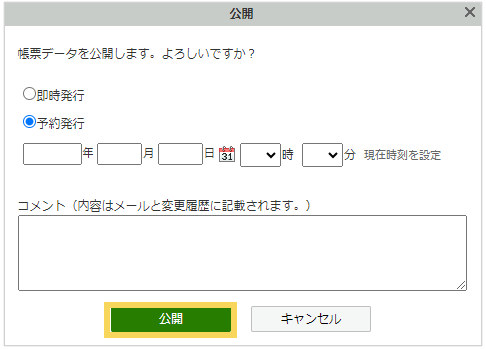 公開
帳票データを公開します。よろしいですか？
即時発行
予約発行
年 月 日 31 時 分 現在時刻を設定
コメント（内容はメールと変更履歴に記載されます。）
公開 キャンセル